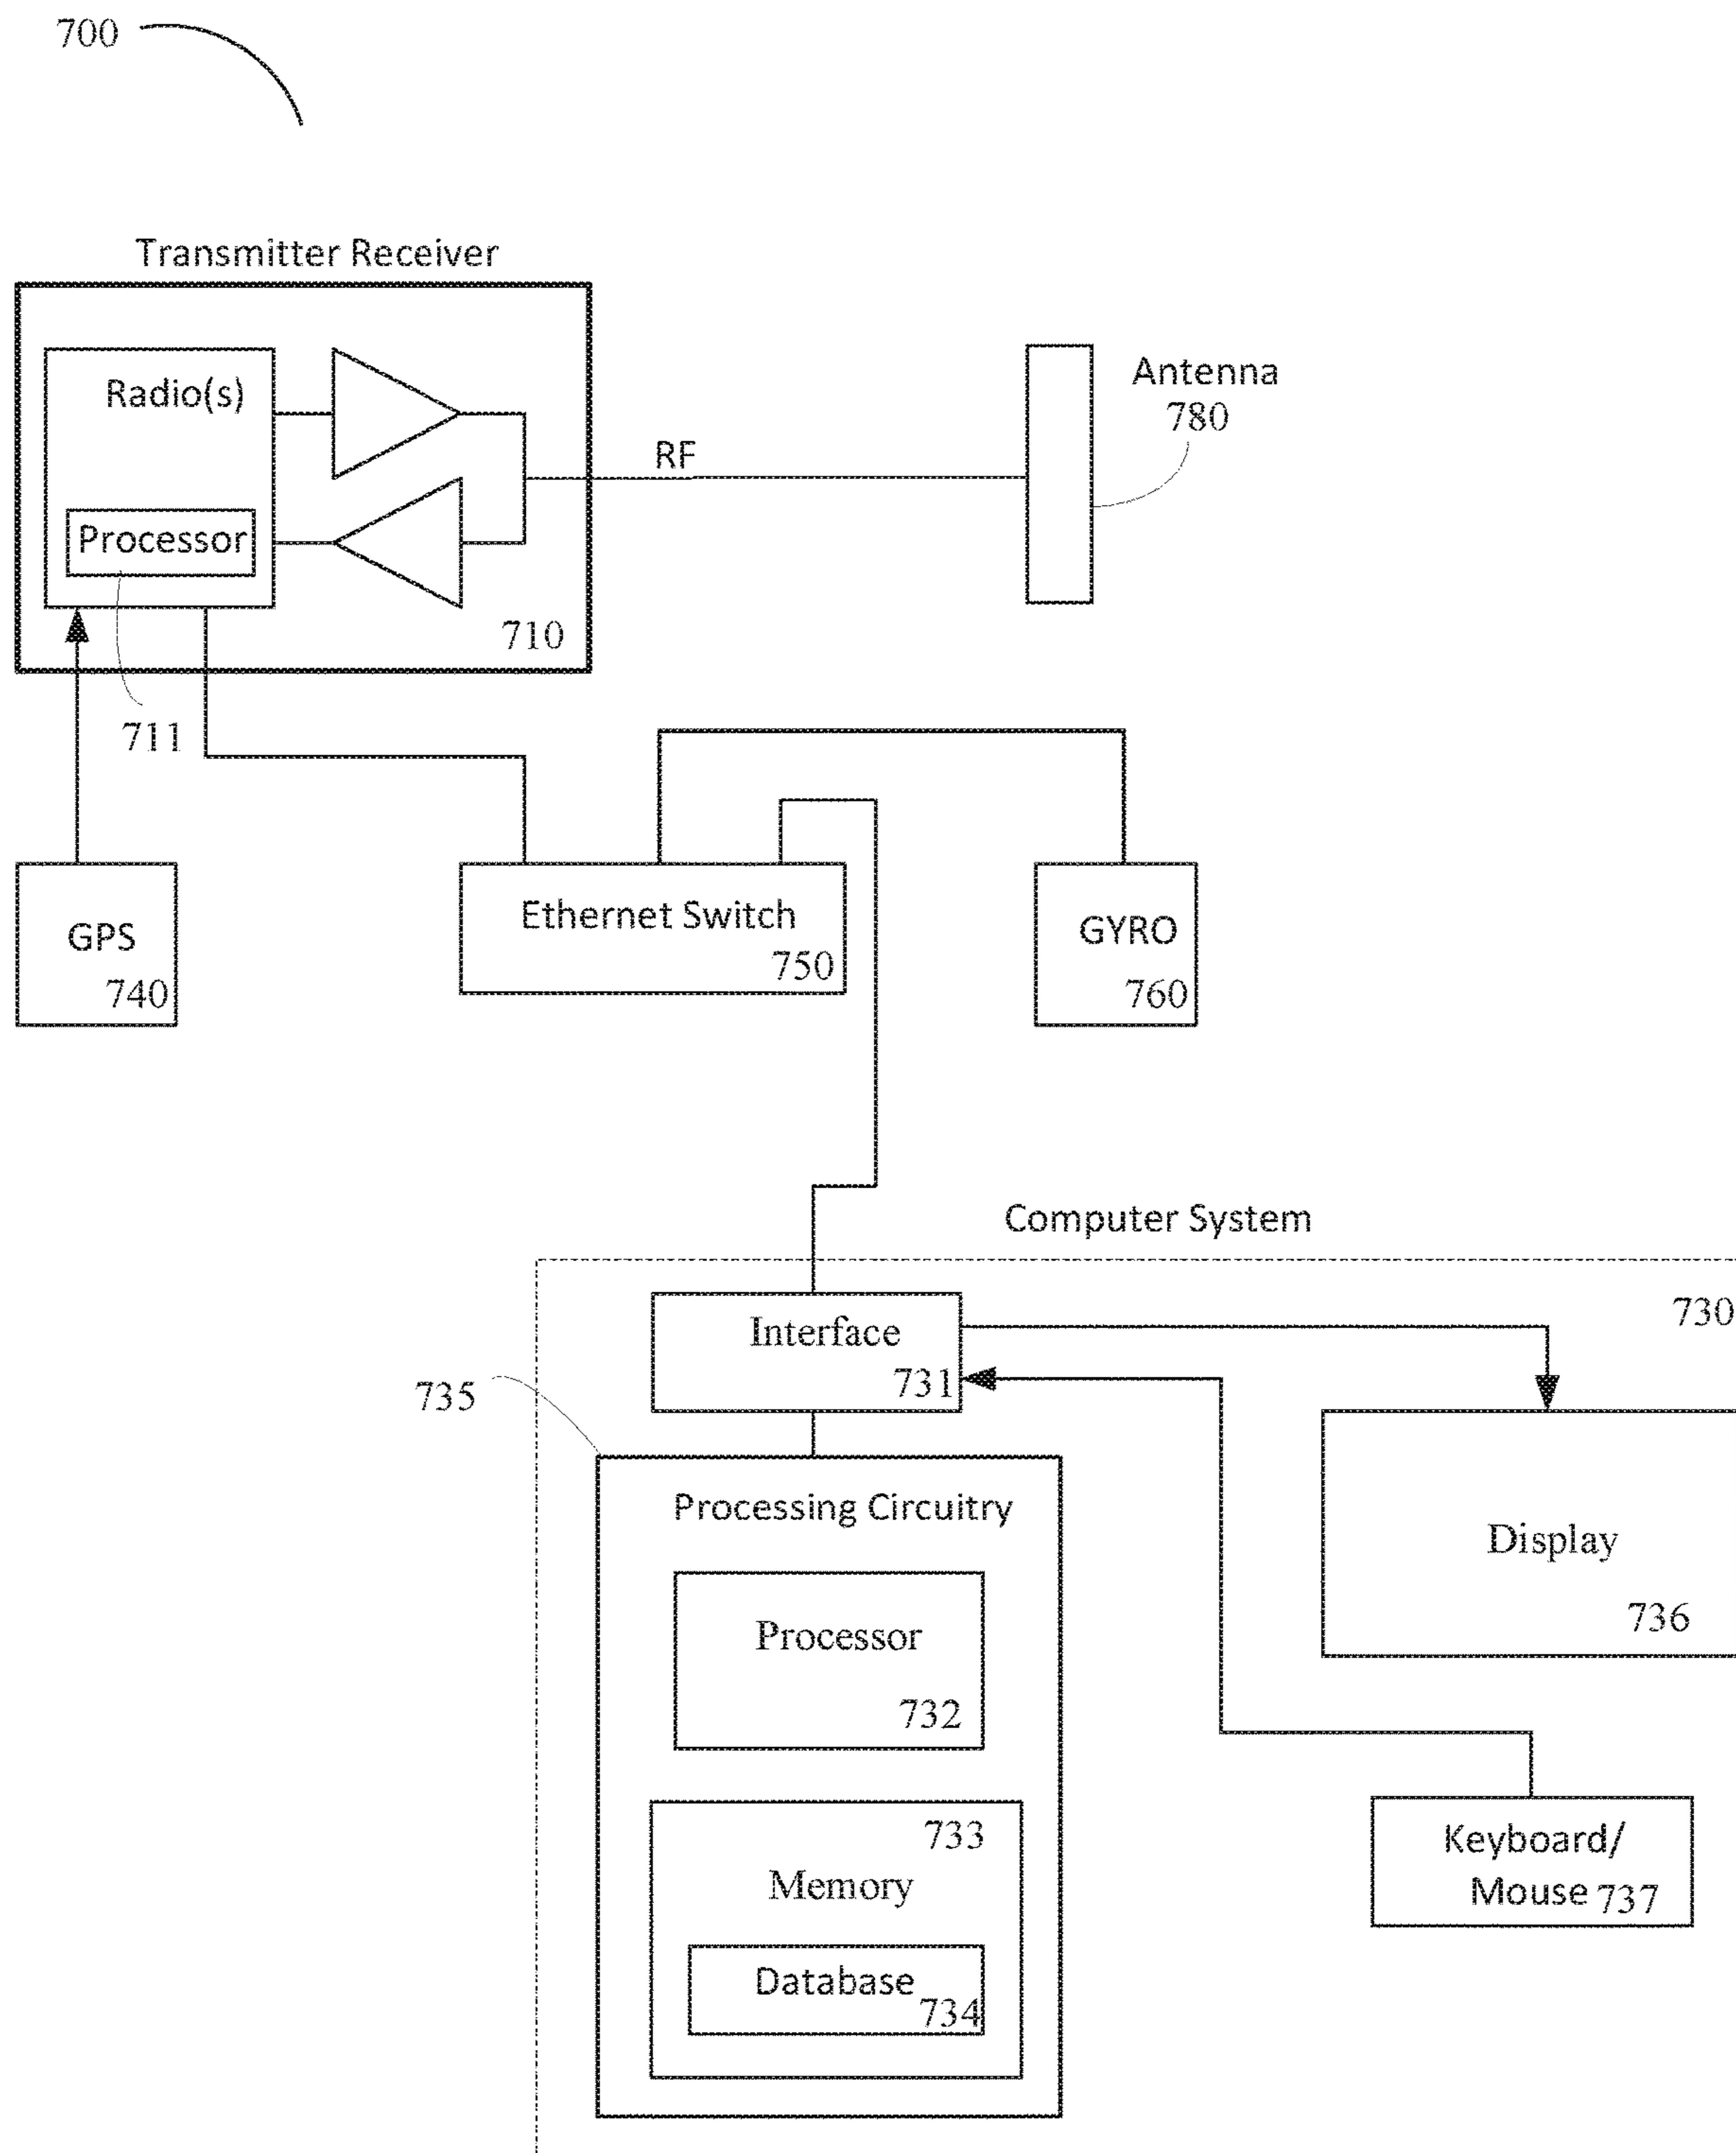 700
Transmitter Receiver
Radio(s)
Processor
710
711
RF
Antenna
780
GPS
740
Ethernet Switch
750
GYRO
760
Computer System
730
Interface
731
735
Processing Circuitry
Processor
732
733
Memory
Database
734
Display
736
Keyboard/
Mouse 737